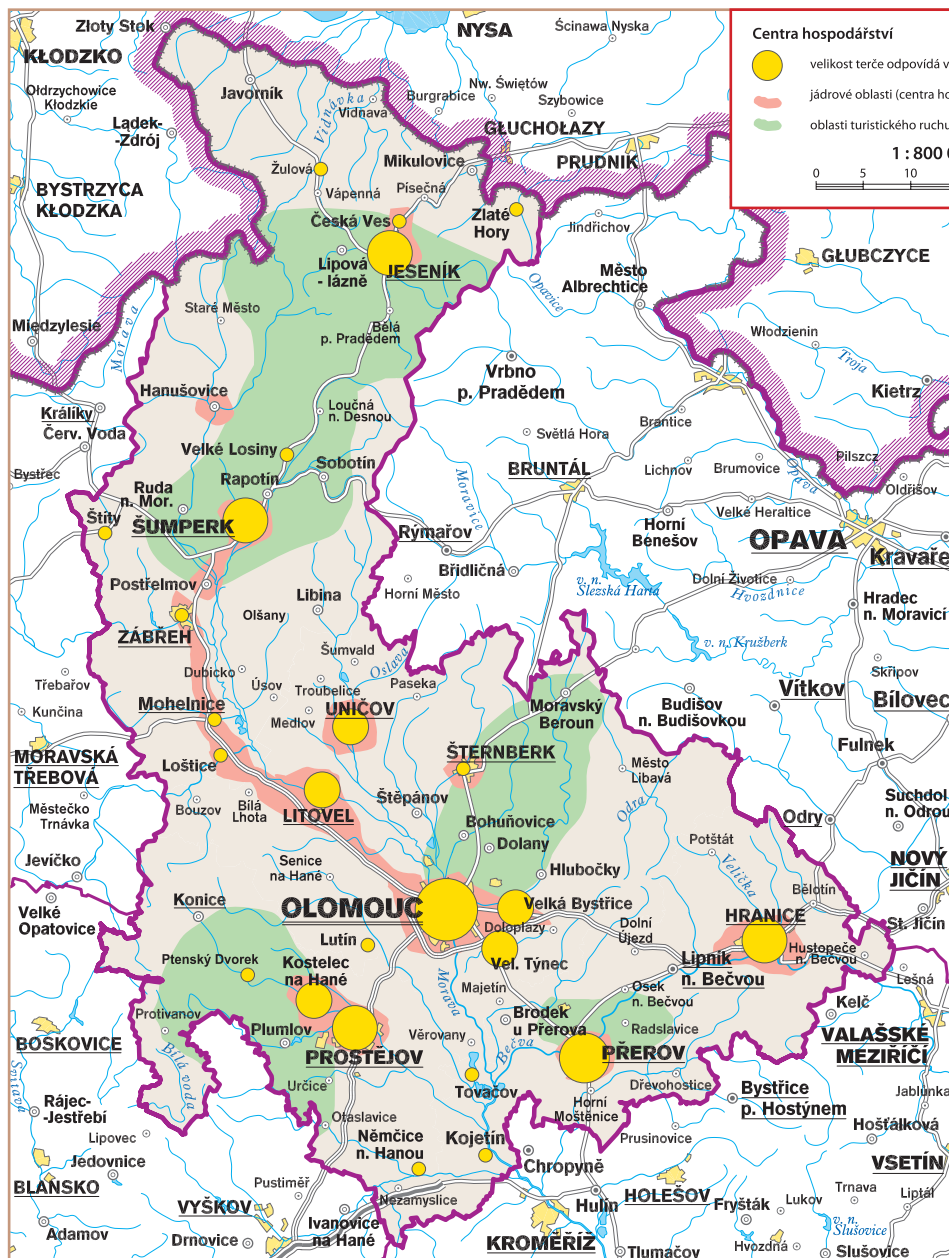 Złoty Stok
NYSA
Ścinawa Nyska
KŁODZKO
Centra hospodářství
velikost terče odpovídá v
jádrové oblasti (centra ho
oblasti turistického ruchu
1 : 800 0
0 5 10
Ołdrzychowice
Kłodzkie
Javorník
Vidnávka
Vidnava
Burgrabice
Nw. Świętów
Szybowice
Lądek-
-Zdrój
GŁUCHOŁAZY
PRUDNIK
BYSTRZYCA
KŁODZKA
Žulová
Mikulovice
Vápenná
Písečná
Česká Ves
Zlaté
Hory
Jindřichov
GŁUBCZYCE
Lipová
- lázně
JESENÍK
Město
Albrechtice
Opavice
Staré Město
Międzylesie
Morava
Bělá
p. Pradědem
Włodzienin
Troja
Vrbno
p. Pradědem
Kietrz
Hanušovice
Králíky
Červ. Voda
Loučná
n. Desnou
Brantice
Světlá Hora
Velké Losiny
Sobotín
Bystřec
Rapotín
BRUNTÁL
Lichnov
Brumovice
Pilszcz
Opava
Oldřišov
Ruda
n. Mor.
Moravice
Štíty
ŠUMPERK
Velké Heraltice
Rýmařov
Horní
Benešov
OPAVA
Kravaře
Břidličná
Postřelmov
Horní Město
v. n.
Slezská Harta
Dolní Životice
Hvozdnice
Libina
Olšany
Hradec
n. Moravicí
ZÁBŘEH
Šumvald
Oslava
v. n. Kružberk
Dubicko
Třebařov
Úsov
Troubelice
Paseka
Skřipov
Kunčina
Mohelnice
Medlov
UNIČOV
Moravský
Beroun
Budišov
n. Budišovkou
Vítkov
Bílovec
MORAVSKÁ
TŘEBOVÁ
Loštice
ŠTERNBERK
Město
Libavá
Fulnek
Městečko
Trnávka
Bouzov
Bílá
Lhota
LITOVEL
Štěpánov
Odra
Suchdol
n. Odrou
Bohuňovice
Odry
Dolany
Potštát
Jevíčko
Senice
na Hané
Hlubočky
Velička
NOVÝ
JIČÍN
Bělotín
Konice
OLOMOUC
Velká Bystřice
Velké
Opatovice
HRANICE
St. Jičín
Doloplazy
Dolní
Újezd
Lutín
Hustopeče
n. Bečvou
Ptenský Dvorek
Kostelec
na Hané
Vel. Týnec
Lipník
n. Bečvou
Lešná
Majetín
Osek
n. Bečvou
Morava
Kelč
Protivanov
Brodek
u Přerova
Radslavice
Plumlov
Věrovany
VALAŠSKÉ
MEZIŘÍČÍ
BOSKOVICE
Bílá voda
PROSTĚJOV
Bečva
PŘEROV
Svitava
Určice
Tovačov
Dřevohostice
Bystřice
p. Hostýnem
Jablunka
Rájec-
-Jestřebí
Otaslavice
Horní
Moštěnice
Hošťálková
Lipovec
Němčice
n. Hanou
Kojetín
Prusinovice
Jedovnice
Chropyně
VSETÍN
BLANSKO
Pustiměř
Nezamyslice
HOLEŠOV
Trnava
Liptál
VYŠKOV
Hulín
Fryšták
Lukov
Ivanovice
na Hané
Adamov
Drnovice
KROMĚŘÍŽ
Hvozdná
v. n.
Slušovice
Tlumačov
Slušovice